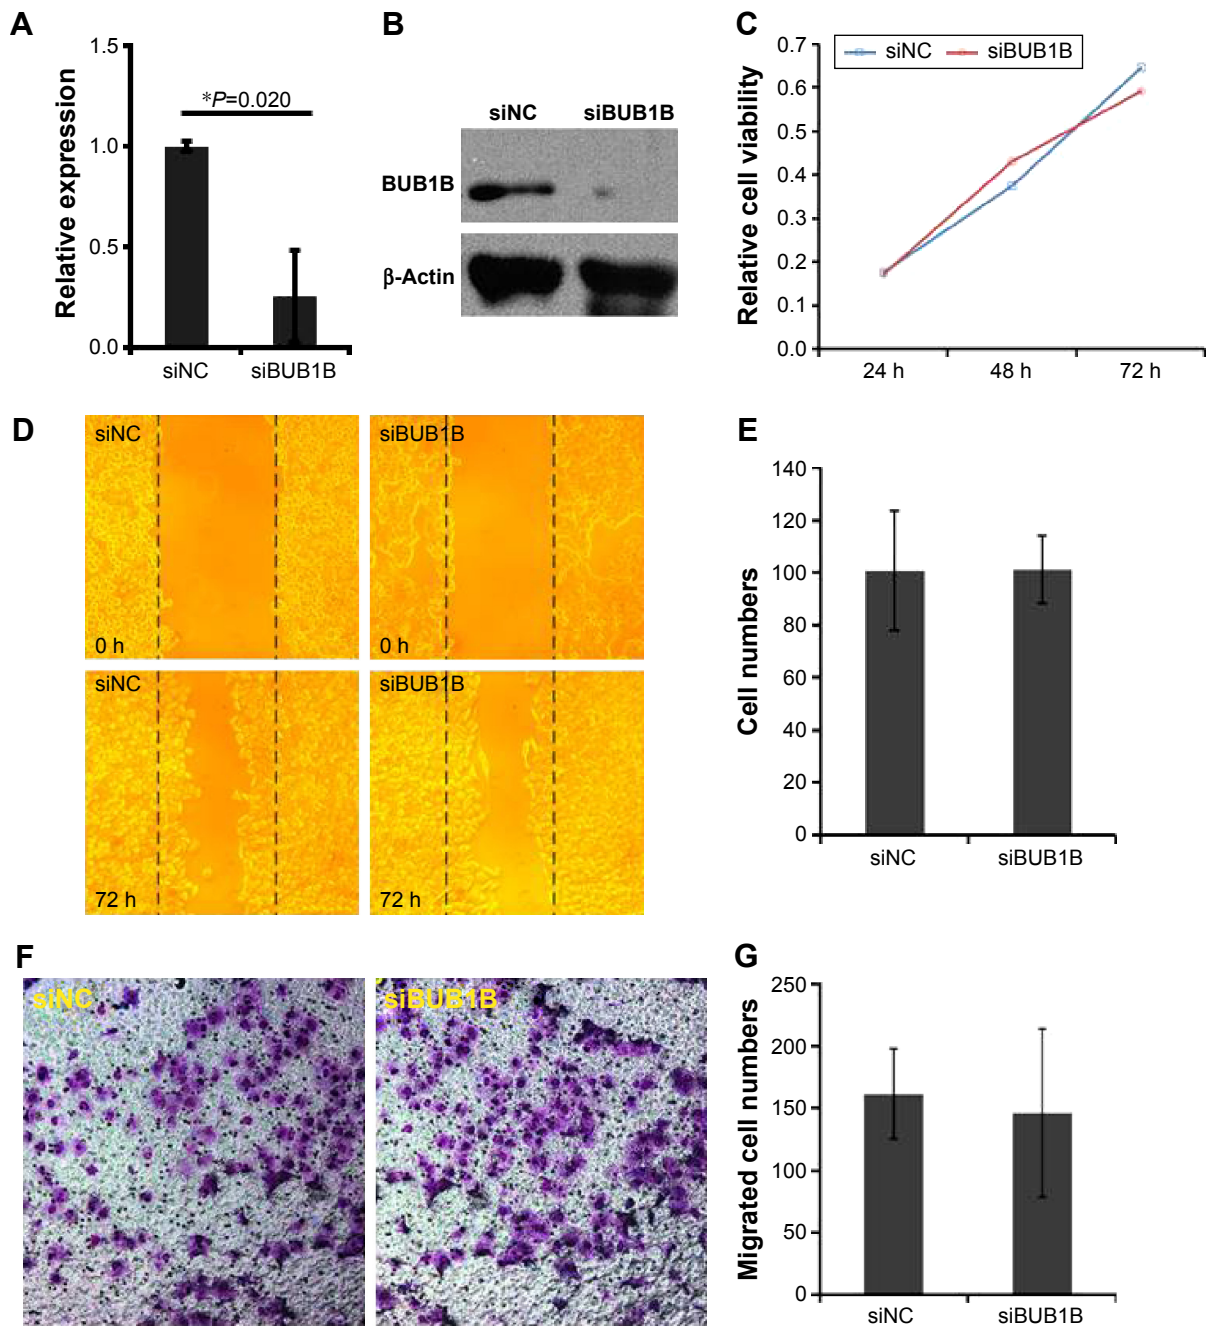 A
1.5
1.0
0.5
0.0
Relative expression
*P=0.020
siNC
siBUB1B
B
siNC
siBUB1B
BUB1B
β-Actin
C
0.7
0.6
0.5
0.4
0.3
0.2
0.1
0.0
Relative cell viability
siNC
siBUB1B
24 h
48 h
72 h
D
siNC
0 h
siBUB1B
0 h
siNC
72 h
siBUB1B
72 h
E
140
120
100
80
60
40
20
0
Cell numbers
siNC
siBUB1B
F
siNC
siBUB1B
G
250
200
150
100
50
0
Migrated cell numbers
siNC
siBUB1B